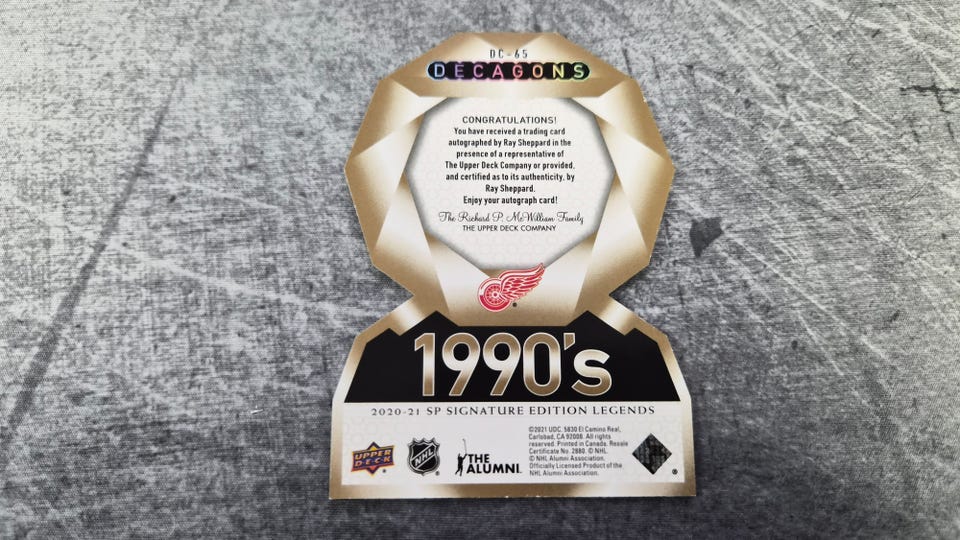 DC-65
DECAGONS
CONGRATULATIONS!
You have received a trading card
autographed by Ray Sheppard in the
presence of a representative of
The Upper Deck Company or provided,
and certified as to its authenticity, by
Ray Sheppard.
Enjoy your autograph card!
The Richard P. McWilliam Family
THE UPPER DECK COMPANY
1990's
2020-21 SP SIGNATURE EDITION LEGENDS
UPPER
DECK
NHL
THE
ALUMNI
©2021 UDC. 5830 El Camino Real,
Carlsbad, CA 92008. All rights
reserved. Printed in Canada. Resale
Certificate No. 2880. © NHL.
© NHL Alumni Association.
Officially Licensed Product of the
NHL Alumni Association.